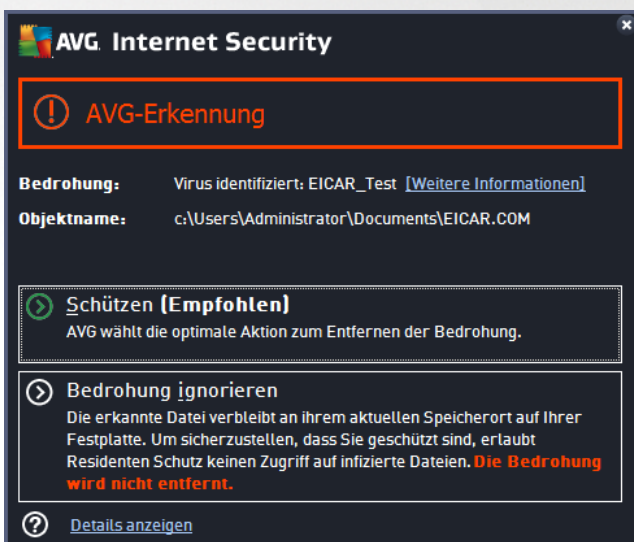 AVG. Internet Security
AVG-Erkennung
Bedrohung: Virus identifiziert: EICAR_Test [Weitere Informationen]
Objektname: c:\Users\Administrator\Documents\EICAR.COM
Schützen (Empfohlen)
AVG wählt die optimale Aktion zum Entfernen der Bedrohung.
Bedrohung ignorieren
Die erkannte Datei verbleibt an ihrem aktuellen Speicherort auf Ihrer
Festplatte. Um sicherzustellen, dass Sie geschützt sind, erlaubt
Residenten Schutz keinen Zugriff auf infizierte Dateien. Die Bedrohung
wird nicht entfernt.
Details anzeigen